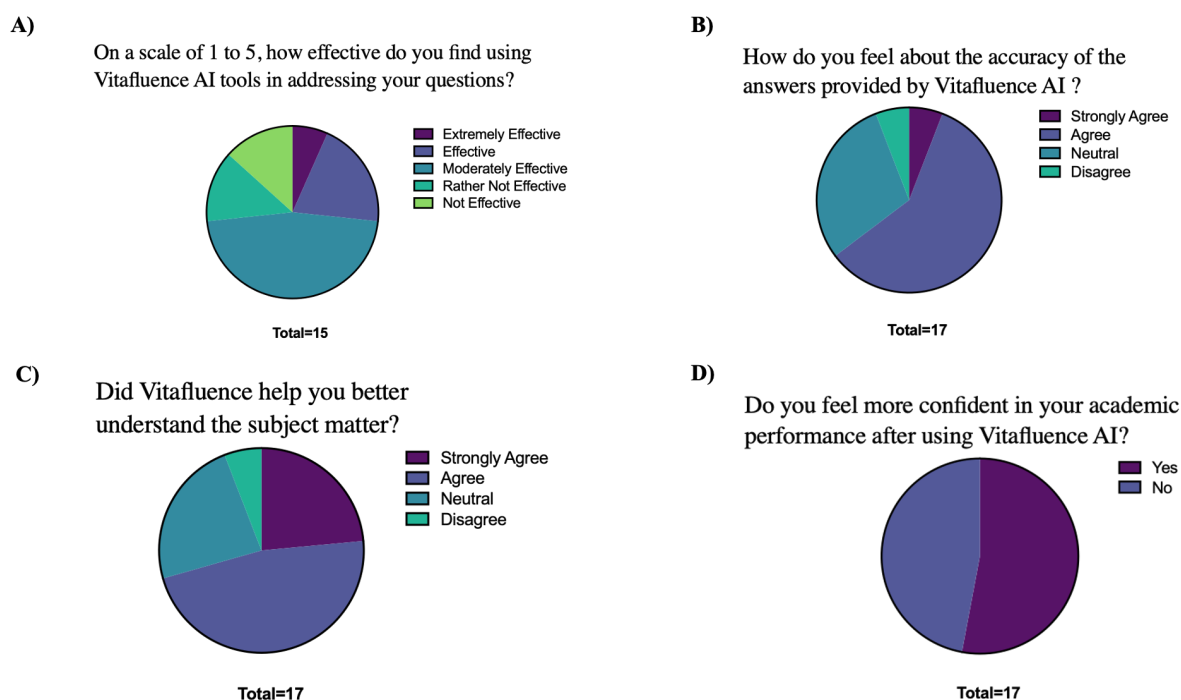 A)
On a scale of 1 to 5, how effective do you find using
Vitafluence AI tools in addressing your questions?
Extremely Effective
Effective
Moderately Effective
Rather Not Effective
Not Effective
Total=15
B)
How do you feel about the accuracy of the
answers provided by Vitafluence AI ?
Strongly Agree
Agree
Neutral
Disagree
Total=17
C)
Did Vitafluence help you better
understand the subject matter?
Strongly Agree
Agree
Neutral
Disagree
Total=17
D)
Do you feel more confident in your academic
performance after using Vitafluence AI?
Yes
No
Total=17